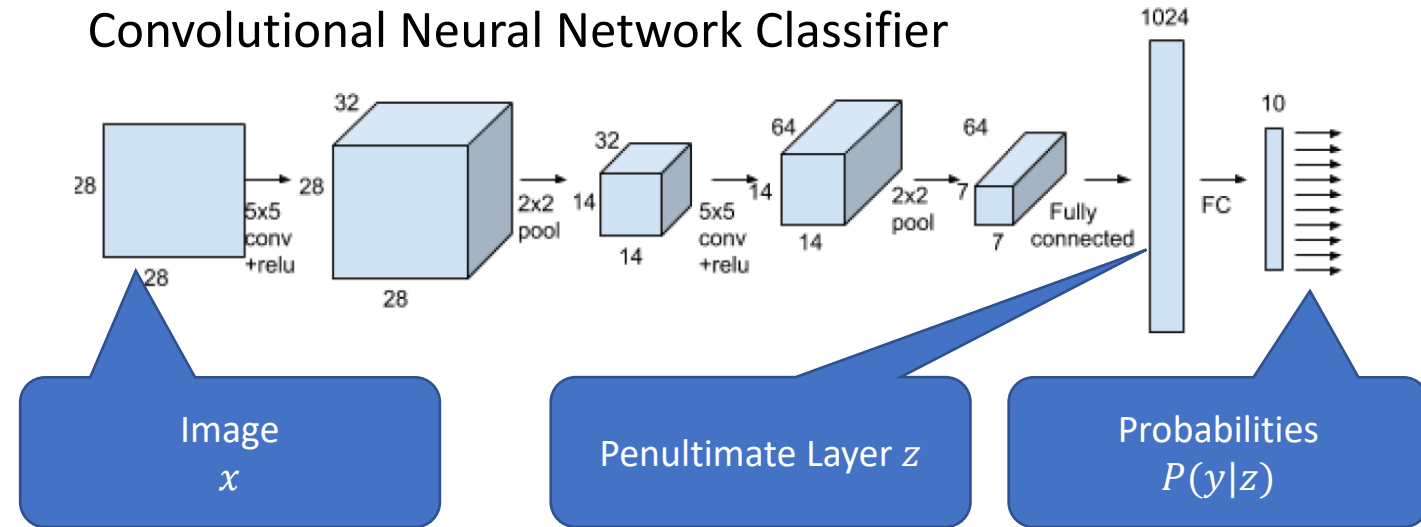 Convolutional Neural Network Classifier
28
28
5x5
conv
+relu
32
28
28
2x2
pool
32
14
14
5x5
conv
+relu
64
14
14
2x2
pool
64
7
7
Fully
connected
1024
FC
10
Image
x
Penultimate Layer z
Probabilities
P(y|z)